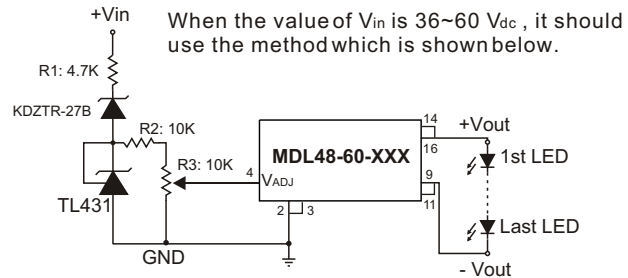 +Vin
When the value of Vin is 36~60 Vdc , it should
use the method which is shown below.
R1: 4.7K
KDZTR-27B
R2: 10K
R3: 10K
TL431
GND
4
VADJ
MDL48-60-XXX
2
3
14
16
9
11
+Vout
1st LED
Last LED
- Vout